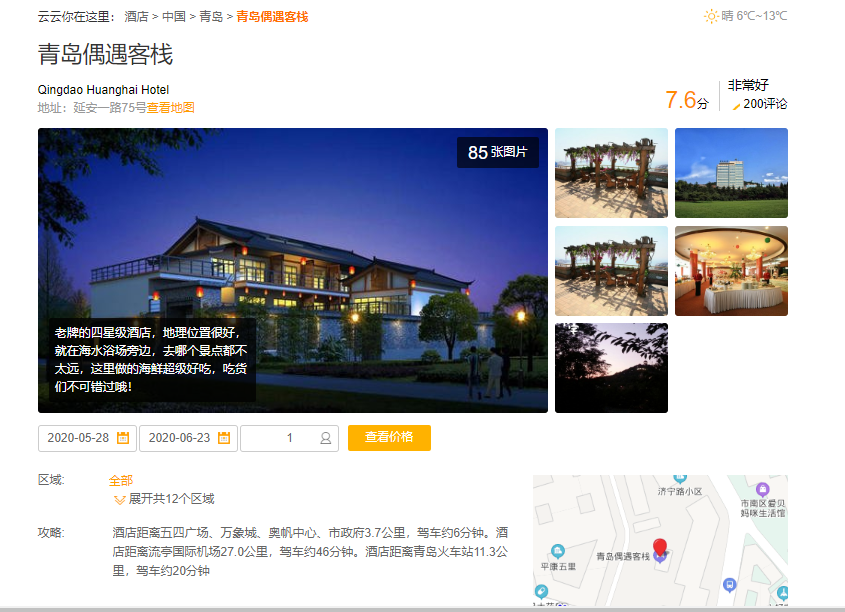 云云你在这里： 酒店 > 中国 > 青岛 > 青岛偶遇客栈
晴 6℃~13℃
青岛偶遇客栈
Qingdao Huanghai Hotel
地址：延安一路75号查看地图
7.6分
非常好
200评论
85张图片
老牌的四星级酒店，地理位置很好，
就在海水浴场旁边，去哪个景点都不
太远，这里做的海鲜超级好吃，吃货
们不可错过哦！
2020-05-28
2020-06-23
1
查看价格
区域：
全部
展开共12个区域
攻略：
酒店距离五四广场、万象城、奥帆中心、市政府3.7公里，驾车约6分钟。酒
店距离流亭国际机场27.0公里，驾车约46分钟。酒店距离青岛火车站11.3公
里，驾车约20分钟
济宁路小区
市南区爱贝
妈咪生活馆
青岛偶遇客栈
平康五里